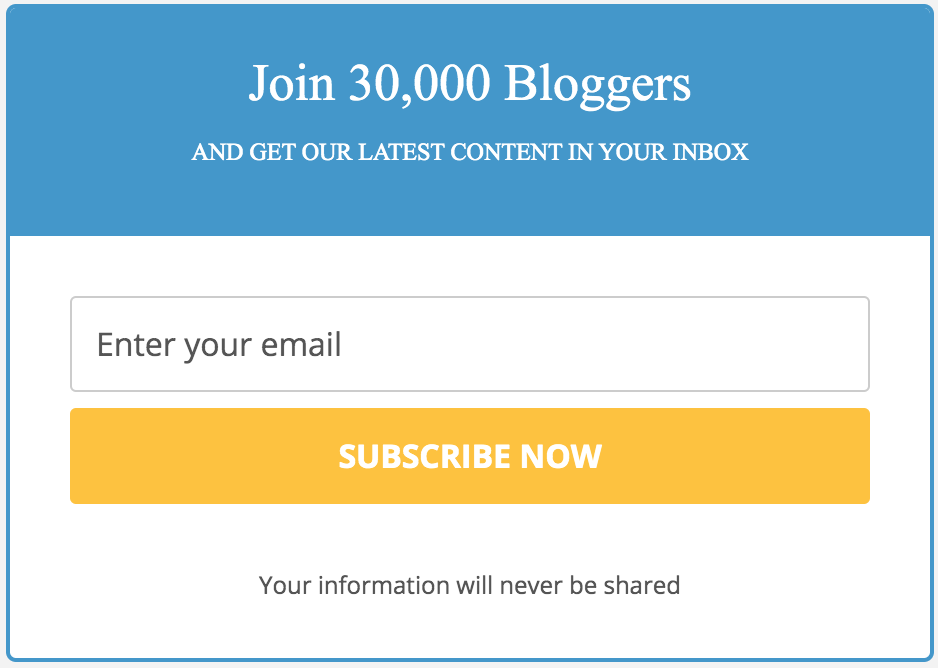 Join 30,000 Bloggers
AND GET OUR LATEST CONTENT IN YOUR INBOX
Enter your email
SUBSCRIBE NOW
Your information will never be shared